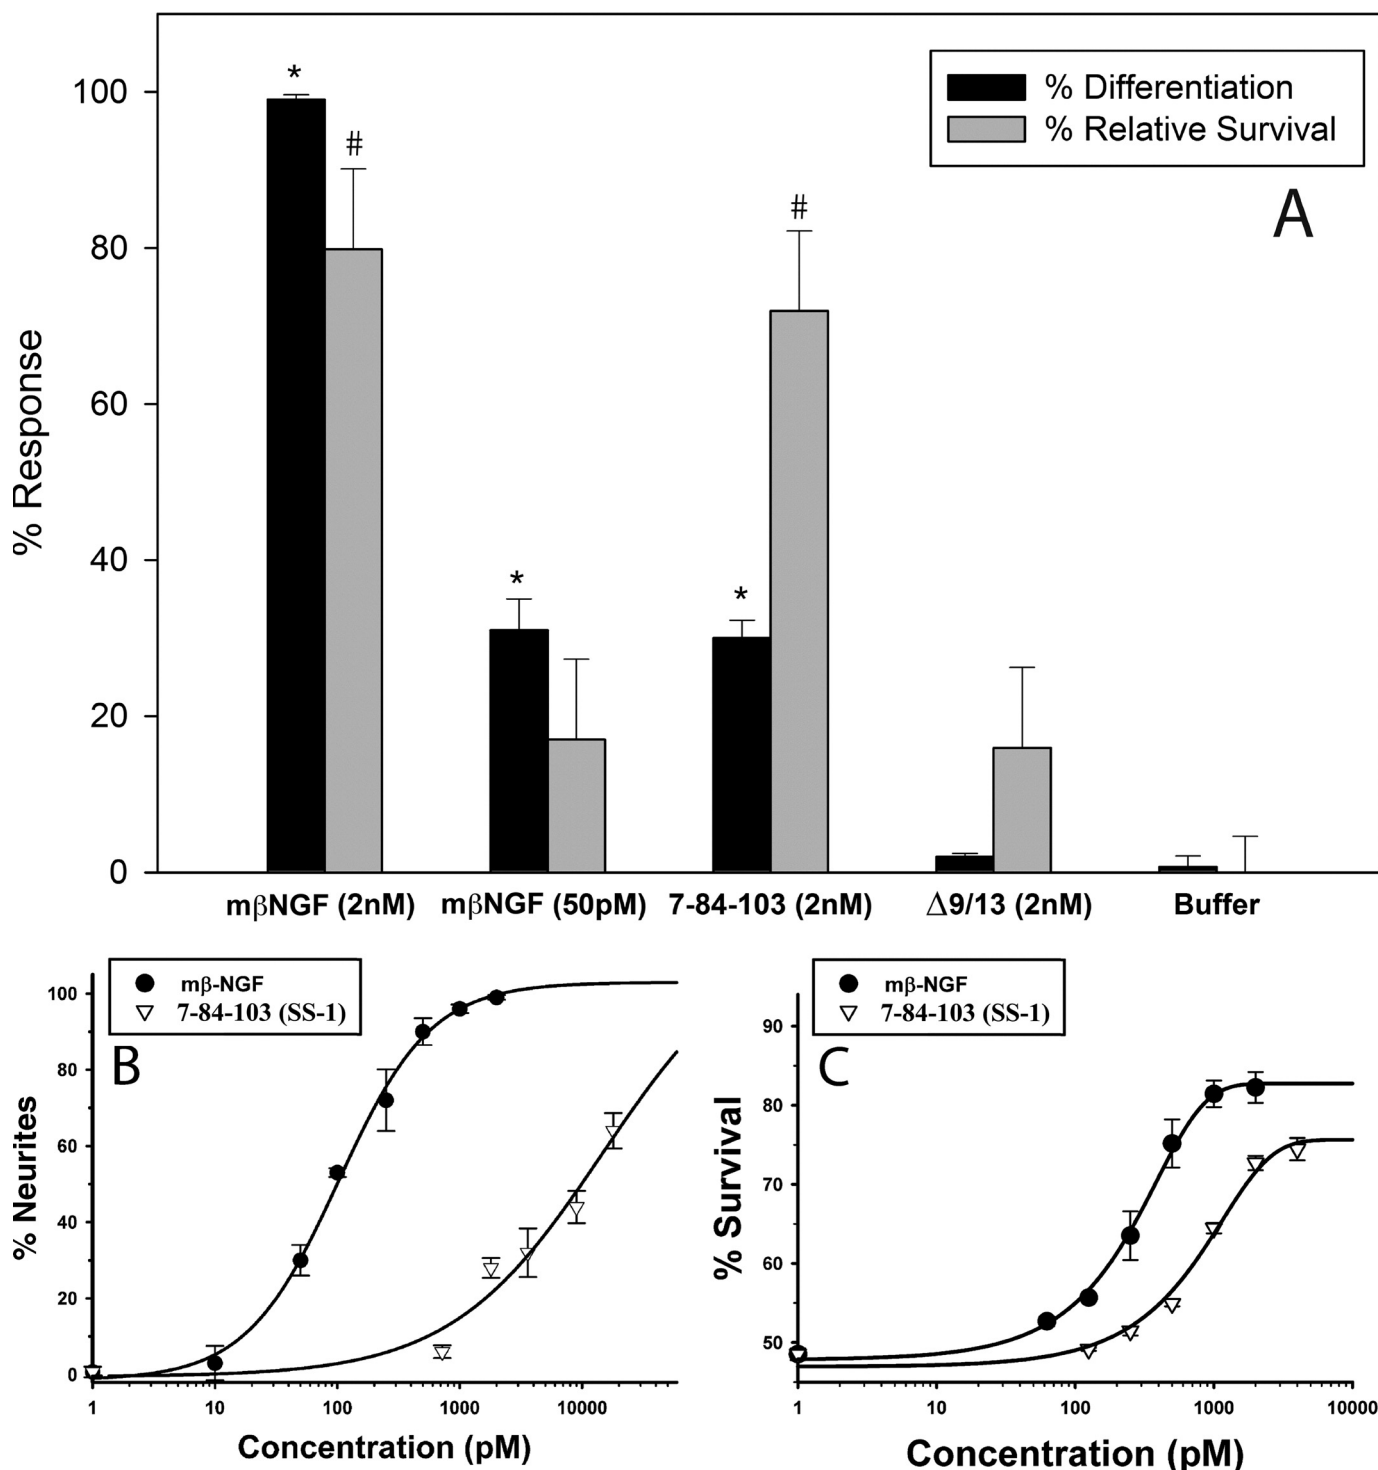 100
80
60
40
20
0
% Response
*
#
*
*
#
% Differentiation
% Relative Survival
A
mβNGF (2nM) mβNGF (50pM) 7-84-103 (2nM) Δ9/13 (2nM) Buffer
mβ-NGF
7-84-103 (SS-1)
B
100
80
60
40
20
0
% Neurites
1 10 100 1000 10000
Concentration (pM)
mβ-NGF
7-84-103 (SS-1)
C
90
80
70
60
50
% Survival
1 10 100 1000 10000
Concentration (pM)